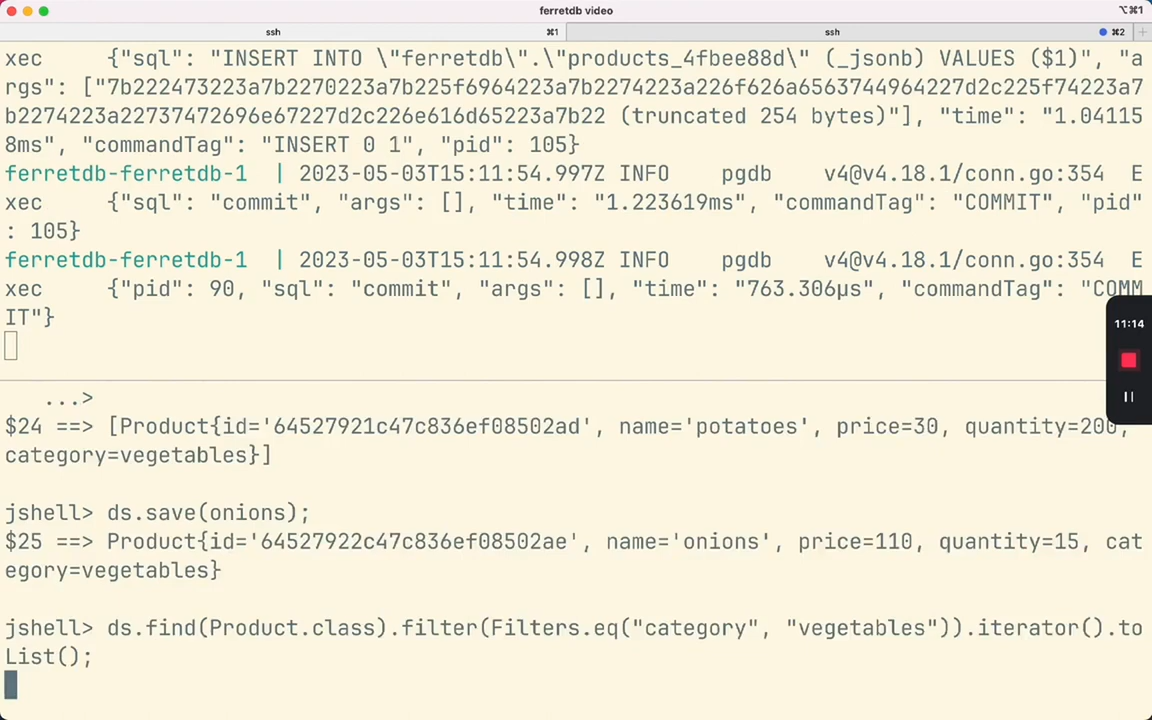 ferretdb video
⌥⌘1
ssh
⌘1
ssh
⌘2
xec     {"sql": "INSERT INTO \"ferretdb\".\"products_4fbee88d\" (_jsonb) VALUES ($1)", "a
rgs": ["7b222473223a7b2270223a7b225f6964223a7b2274223a226f626a6563744964227d2c225f74223a7
b2274223a22737472696e67227d2c226e616d65223a7b22 (truncated 254 bytes)"], "time": "1.04115
8ms", "commandTag": "INSERT 0 1", "pid": 105}
ferretdb-ferretdb-1  | 2023-05-03T15:11:54.997Z INFO    pgdb    v4@v4.18.1/conn.go:354  E
xec     {"sql": "commit", "args": [], "time": "1.223619ms", "commandTag": "COMMIT", "pid"
: 105}
ferretdb-ferretdb-1  | 2023-05-03T15:11:54.998Z INFO    pgdb    v4@v4.18.1/conn.go:354  E
xec     {"pid": 90, "sql": "commit", "args": [], "time": "763.306µs", "commandTag": "COMM
IT"}
11:14
...>
$24 ==> [Product{id='64527921c47c836ef08502ad', name='potatoes', price=30, quantity=200,
category=vegetables}]
jshell> ds.save(onions);
$25 ==> Product{id='64527922c47c836ef08502ae', name='onions', price=110, quantity=15, cat
egory=vegetables}
jshell> ds.find(Product.class).filter(Filters.eq("category", "vegetables")).iterator().to
List();